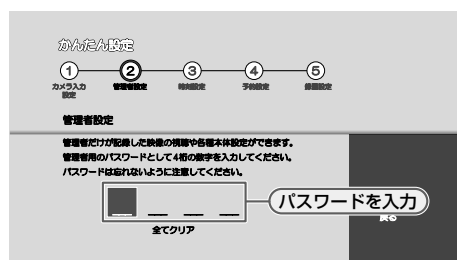 かんたん設定
1 2 3 4 5
カメラ入力設定 管理者設定 時刻設定 予約設定 録画設定
管理者設定
管理者だけが記録した映像の視聴や各種本体設定ができます。
管理者用のパスワードとして4桁の数字を入力してください。
パスワードは忘れないように注意してください。
パスワードを入力
戻る
全てクリア